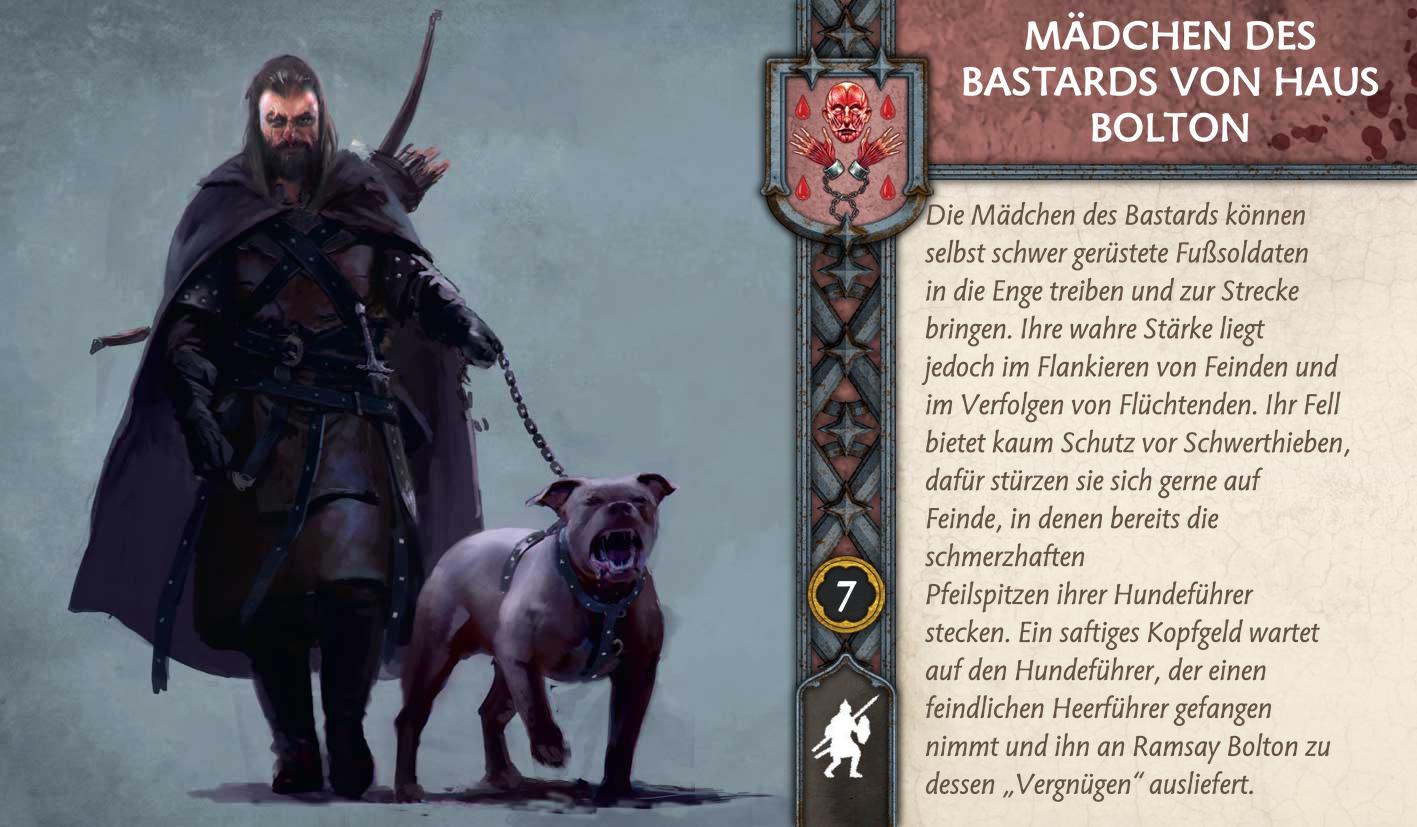 MÄDCHEN DES
BASTARDS VON HAUS
BOLTON
Die Mädchen des Bastards können
selbst schwer gerüstete Fußsoldaten
in die Enge treiben und zur Strecke
bringen. Ihre wahre Stärke liegt
jedoch im Flankieren von Feinden und
im Verfolgen von Flüchtenden. Ihr Fell
bietet kaum Schutz vor Schwerthieben,
dafür stürzen sie sich gerne auf
Feinde, in denen bereits die
schmerzhaften
Pfeilspitzen ihrer Hundeführer
stecken. Ein saftiges Kopfgeld wartet
auf den Hundeführer, der einen
feindlichen Heerführer gefangen
nimmt und ihn an Ramsay Bolton zu
dessen „Vergnügen“ ausliefert.
7